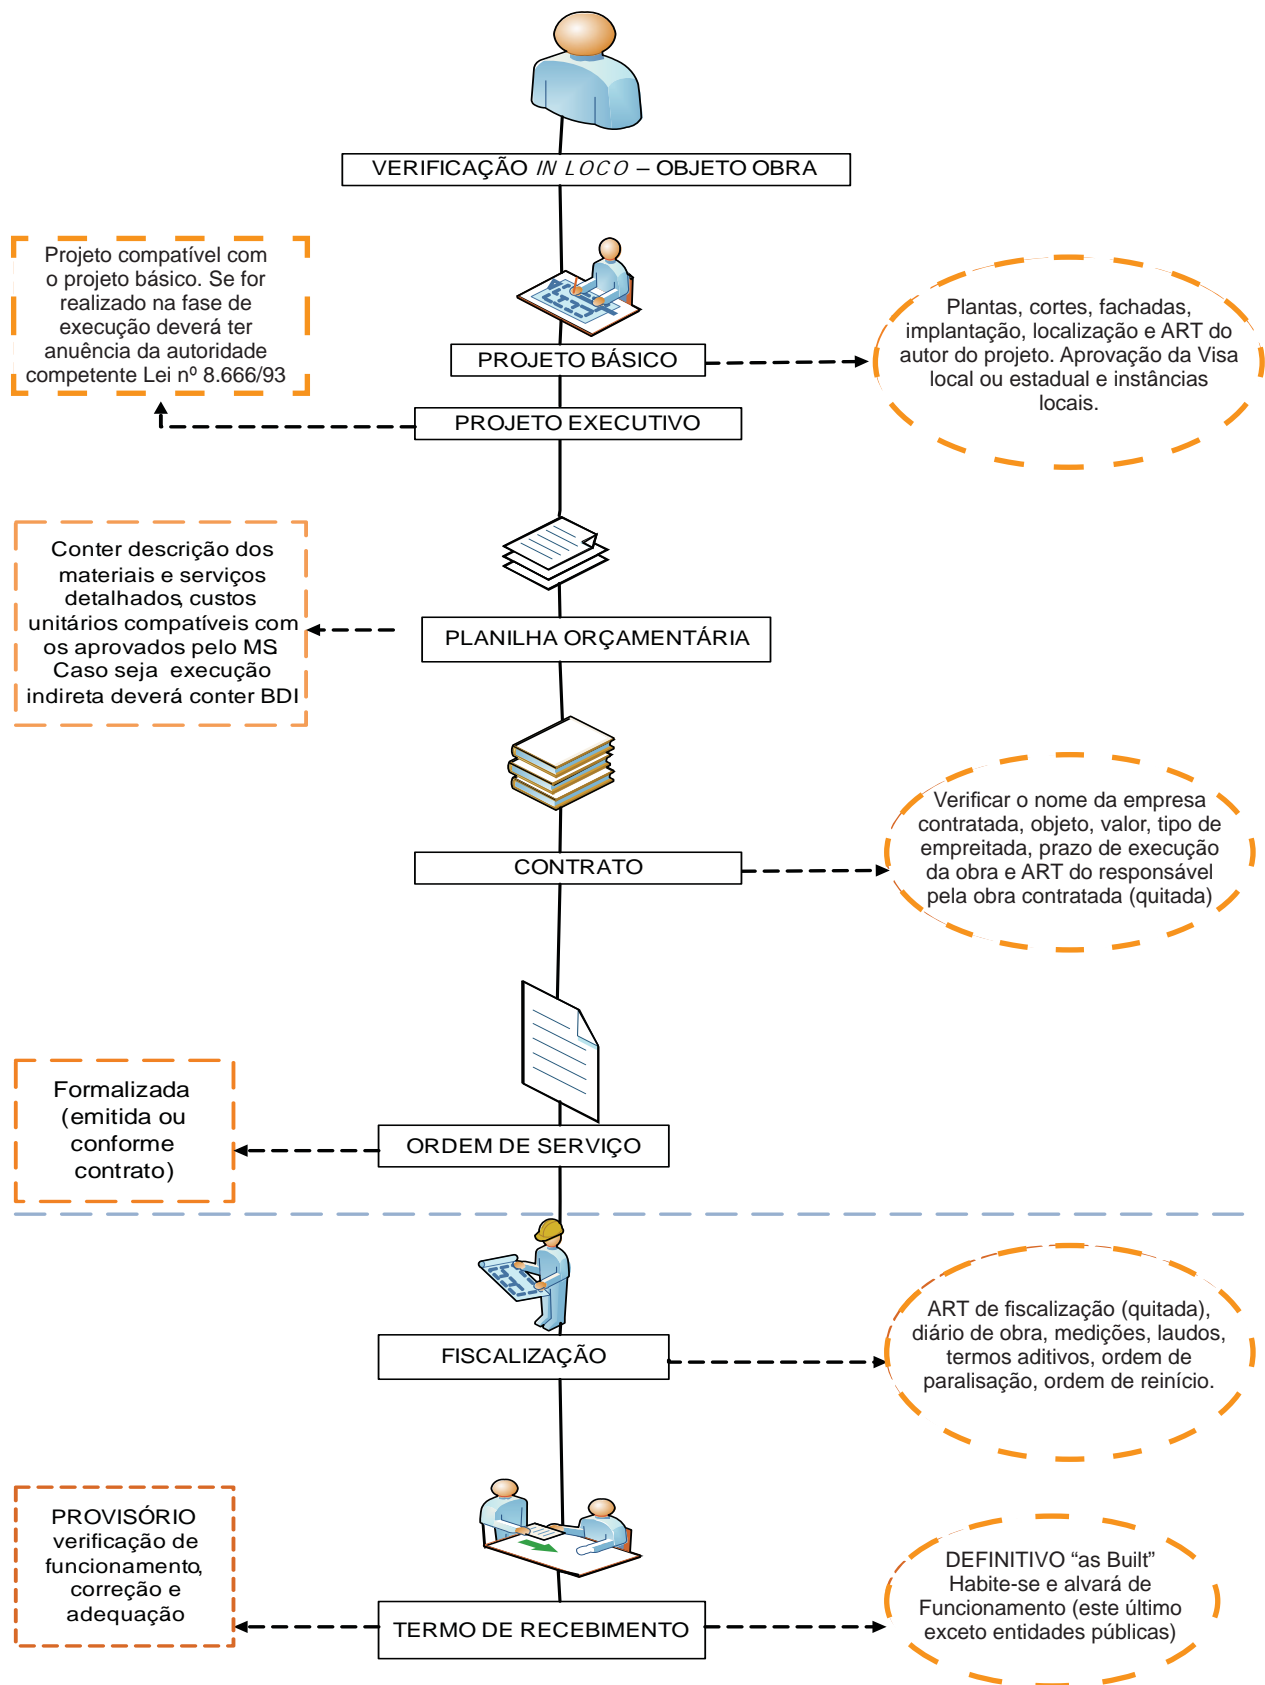 VERIFICAÇÃO IN LOCO – OBJETO OBRA
Projeto compatível com
o projeto básico. Se for
realizado na fase de
execução deverá ter
anuência da autoridade
competente Lei nº 8.666/93
PROJETO BÁSICO
Plantas, cortes, fachadas,
implantação, localização e ART do
autor do projeto. Aprovação da Visa
local ou estadual e instâncias
locais.
PROJETO EXECUTIVO
Conter descrição dos
materiais e serviços
detalhados, custos
unitários compatíveis com
os aprovados pelo MS.
Caso seja execução
indireta deverá conter BDI
PLANILHA ORÇAMENTÁRIA
CONTRATO
Verificar o nome da empresa
contratada, objeto, valor, tipo de
empreitada, prazo de execução
da obra e ART do responsável
pela obra contratada (quitada)
Formalizada
(emitida ou
conforme
contrato)
ORDEM DE SERVIÇO
FISCALIZAÇÃO
ART de fiscalização (quitada),
diário de obra, medições, laudos,
termos aditivos, ordem de
paralisação, ordem de reinício.
PROVISÓRIO
verificação de
funcionamento,
correção e
adequação
TERMO DE RECEBIMENTO
DEFINITIVO “as Built”
Habite-se e alvará de
Funcionamento (este último
exceto entidades públicas)